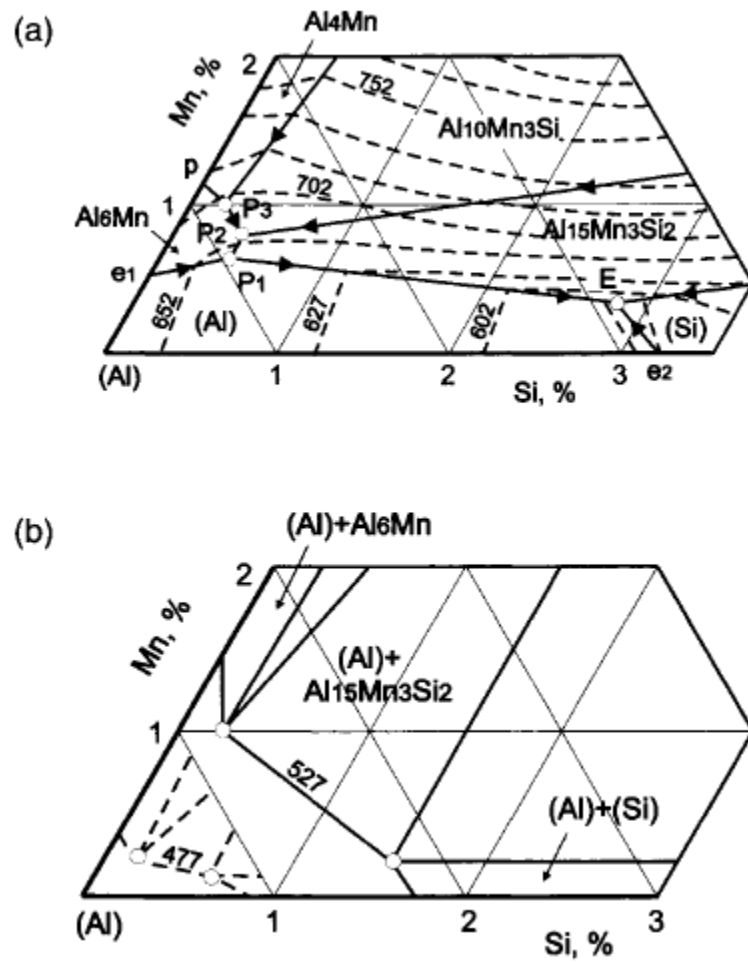 (a)
Al4Mn
2
Mn, %
752
Al10Mn3Si
p
702
1
P3
Al6Mn
P2
Al15Mn3Si2
e1
P1
E
652
(Al)
627
602
(Si)
(Al)
1
2
3
e2
Si, %
(b)
(Al)+Al6Mn
2
Mn, %
(Al)+
Al15Mn3Si2
1
527
(Al)+(Si)
477
(Al)
1
2
3
Si, %